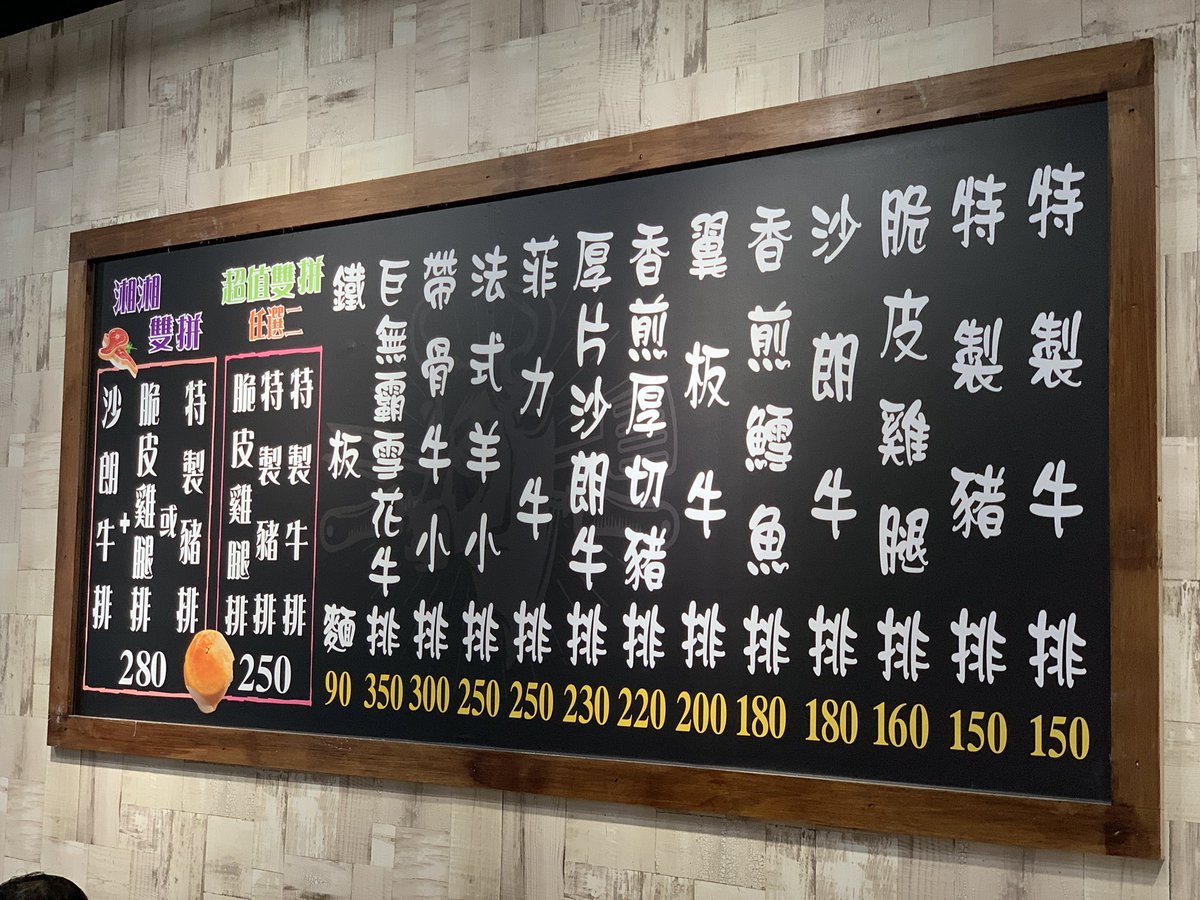 特製牛排 150
特製豬排 150
脆皮雞腿排 160
沙朗牛排 180
香煎鱈魚排 180
翼板牛排 200
香煎厚切豬排 220
厚片沙朗牛排 230
菲力牛排 250
法式羊小排 250
帶骨牛小排 300
巨無霸雪花牛排 350
鐵板麵 90
超值雙拼
任選二
特製牛排
特製豬排
脆皮雞腿排
250
湘湘
雙拼
特製豬排
或
脆皮雞腿排
+
沙朗牛排
280